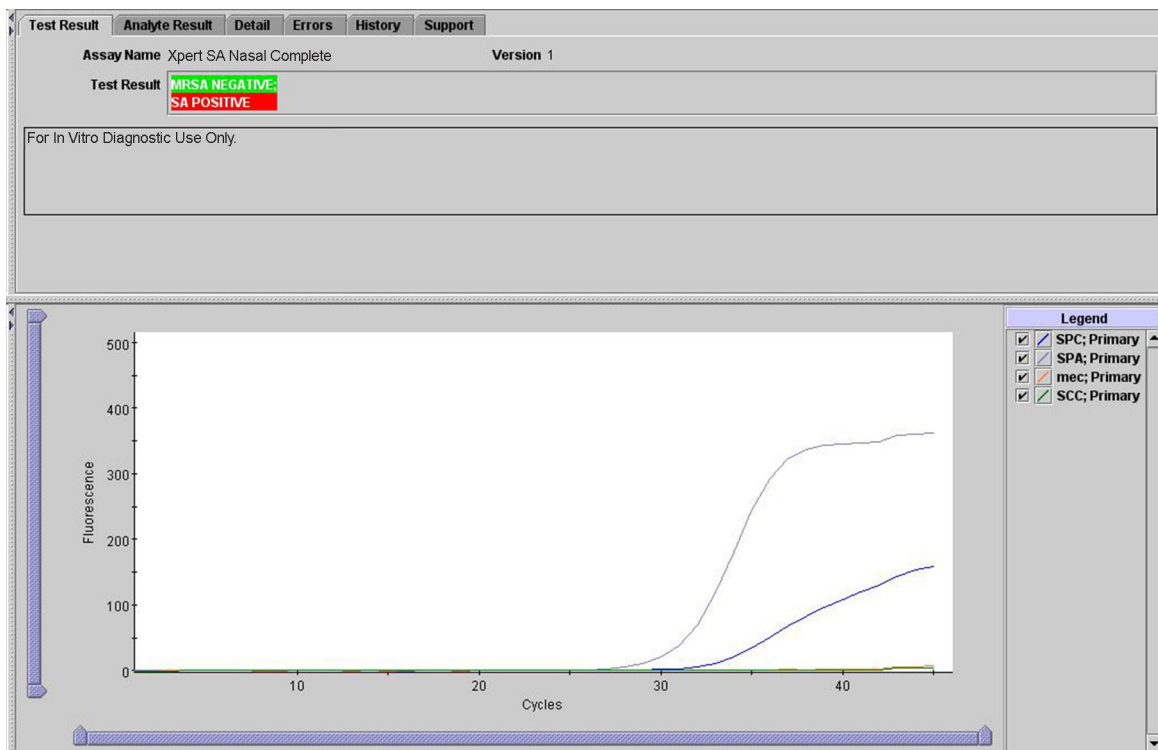 Test Result Analyte Result Detail Errors History Support
Assay Name Xpert SA Nasal Complete Version 1
Test Result MRSA NEGATIVE;
SA POSITIVE
For In Vitro Diagnostic Use Only.
Legend
SPC; Primary
SPA; Primary
mec; Primary
SCC; Primary
500
400
300
200
100
0
Fluorescence
10 20 30 40
Cycles